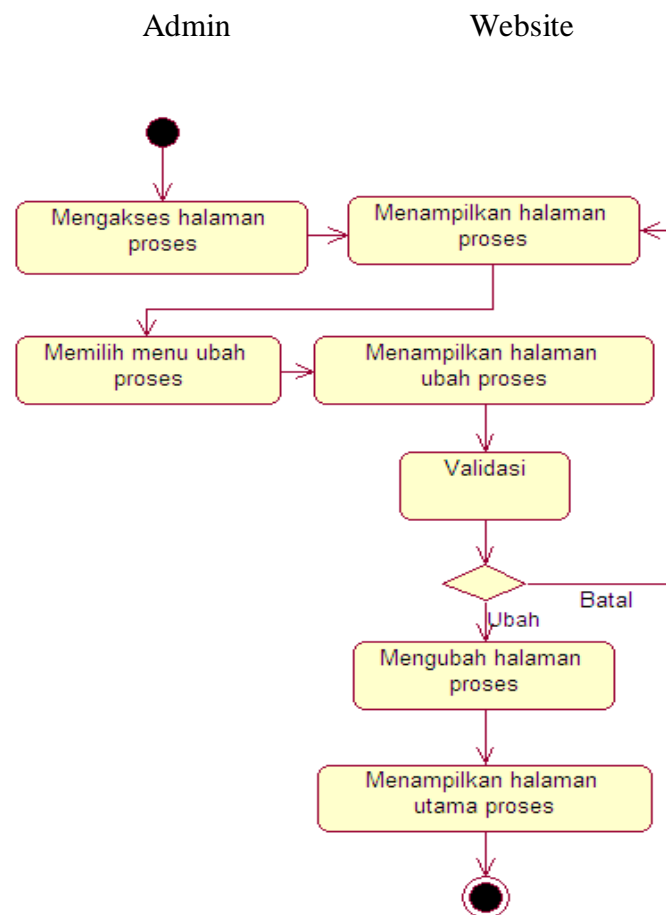 Admin
Website
Mengakses halaman
proses
Menampilkan halaman
proses
Memilih menu ubah
proses
Menampilkan halaman
ubah proses
Validasi
Batal
Ubah
Mengubah halaman
proses
Menampilkan halaman
utama proses